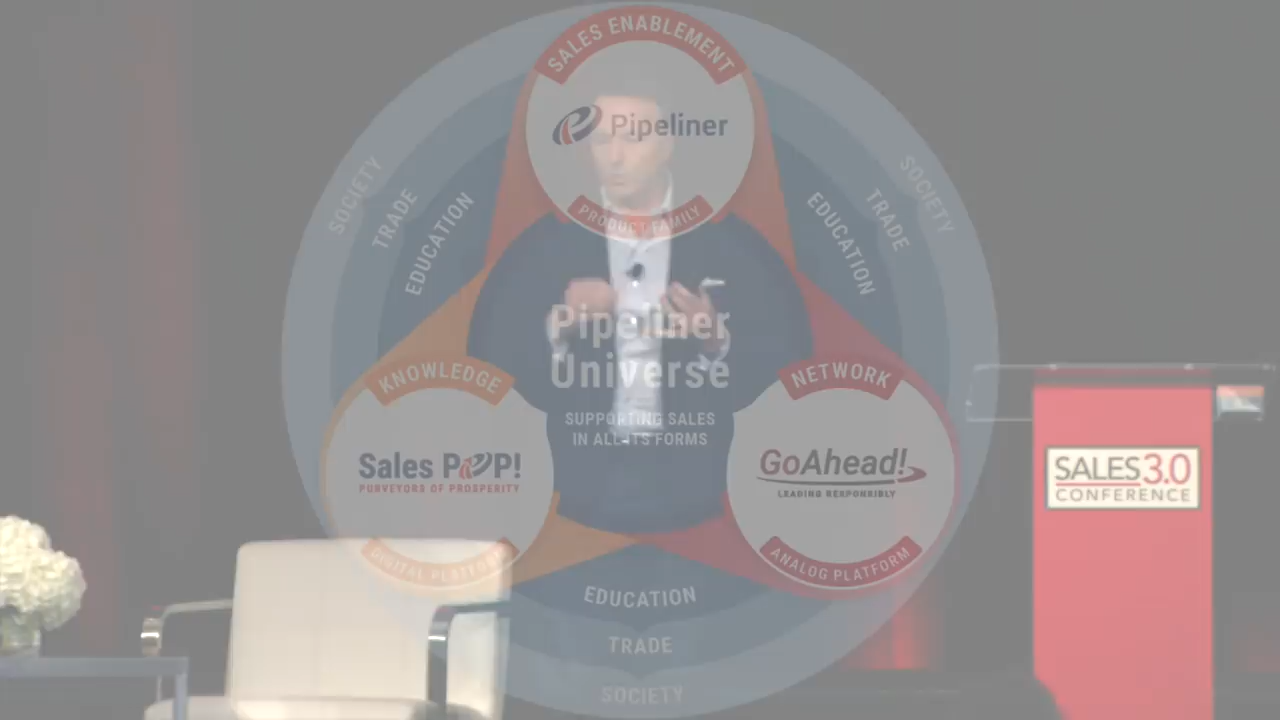 SALES ENABLEMENT
Pipeliner
PRODUCT FAMILY
SOCIETY
TRADE
EDUCATION
EDUCATION
TRADE
SOCIETY
Pipeliner
Universe
SUPPORTING SALES
IN ALL ITS FORMS
KNOWLEDGE
Sales POP!
PURVEYORS OF PROSPERITY
DIGITAL PLATFORM
NETWORK
GoAhead!
LEADING RESPONSIBLY
ANALOG PLATFORM
SALES 3.0
CONFERENCE
EDUCATION
TRADE
SOCIETY